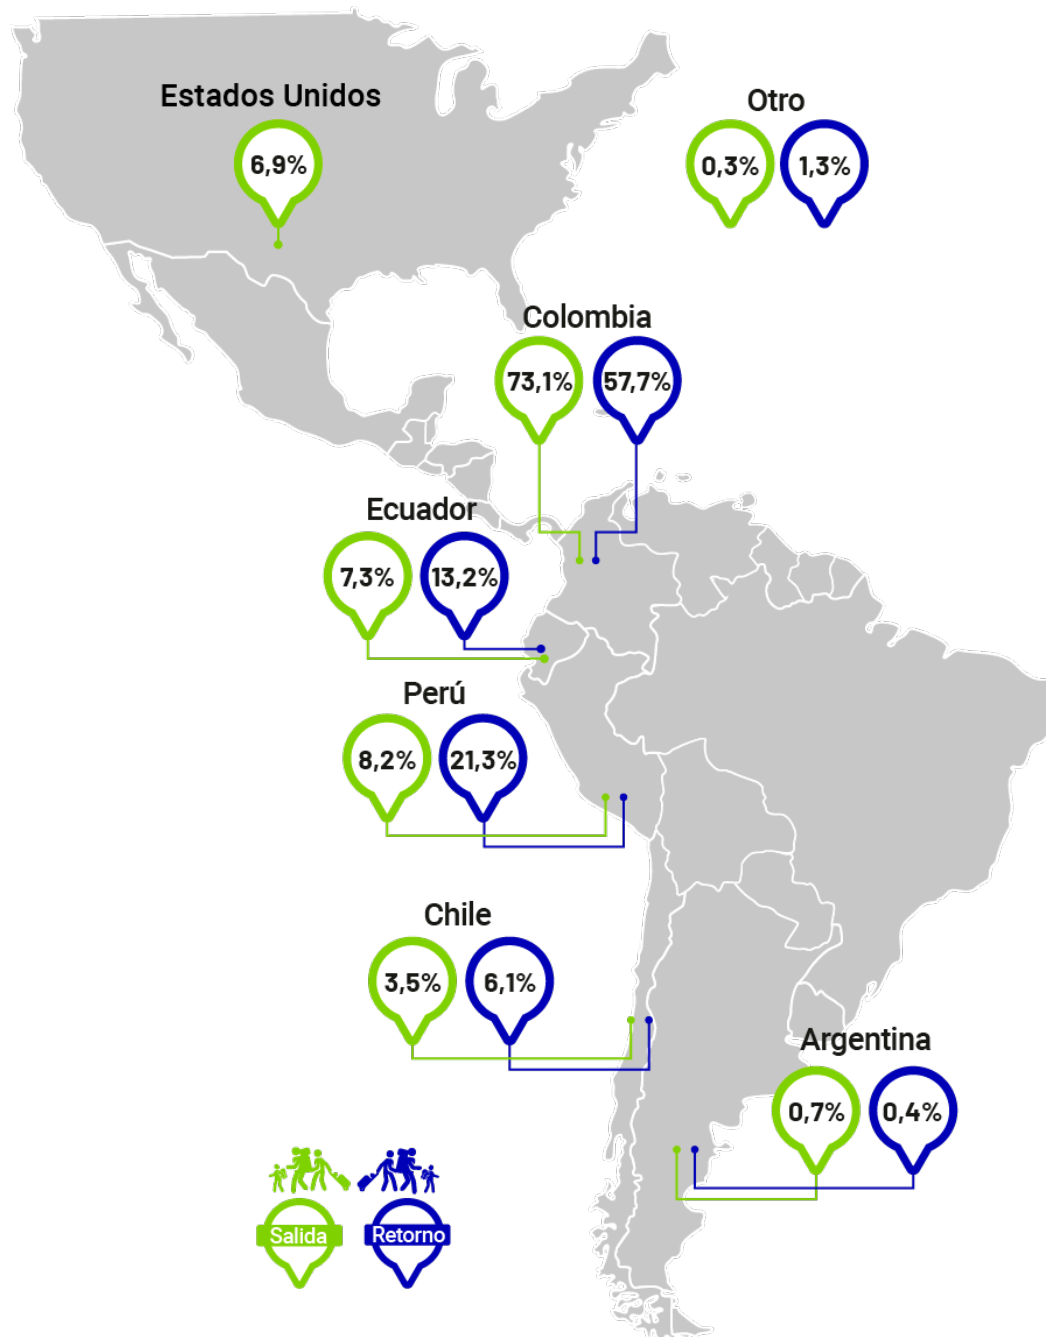 Estados Unidos
6,9%
Otro
0,3% 1,3%
Colombia
73,1% 57,7%
Ecuador
7,3% 13,2%
Perú
8,2% 21,3%
Chile
3,5% 6,1%
Argentina
0,7% 0,4%
Salida Retorno